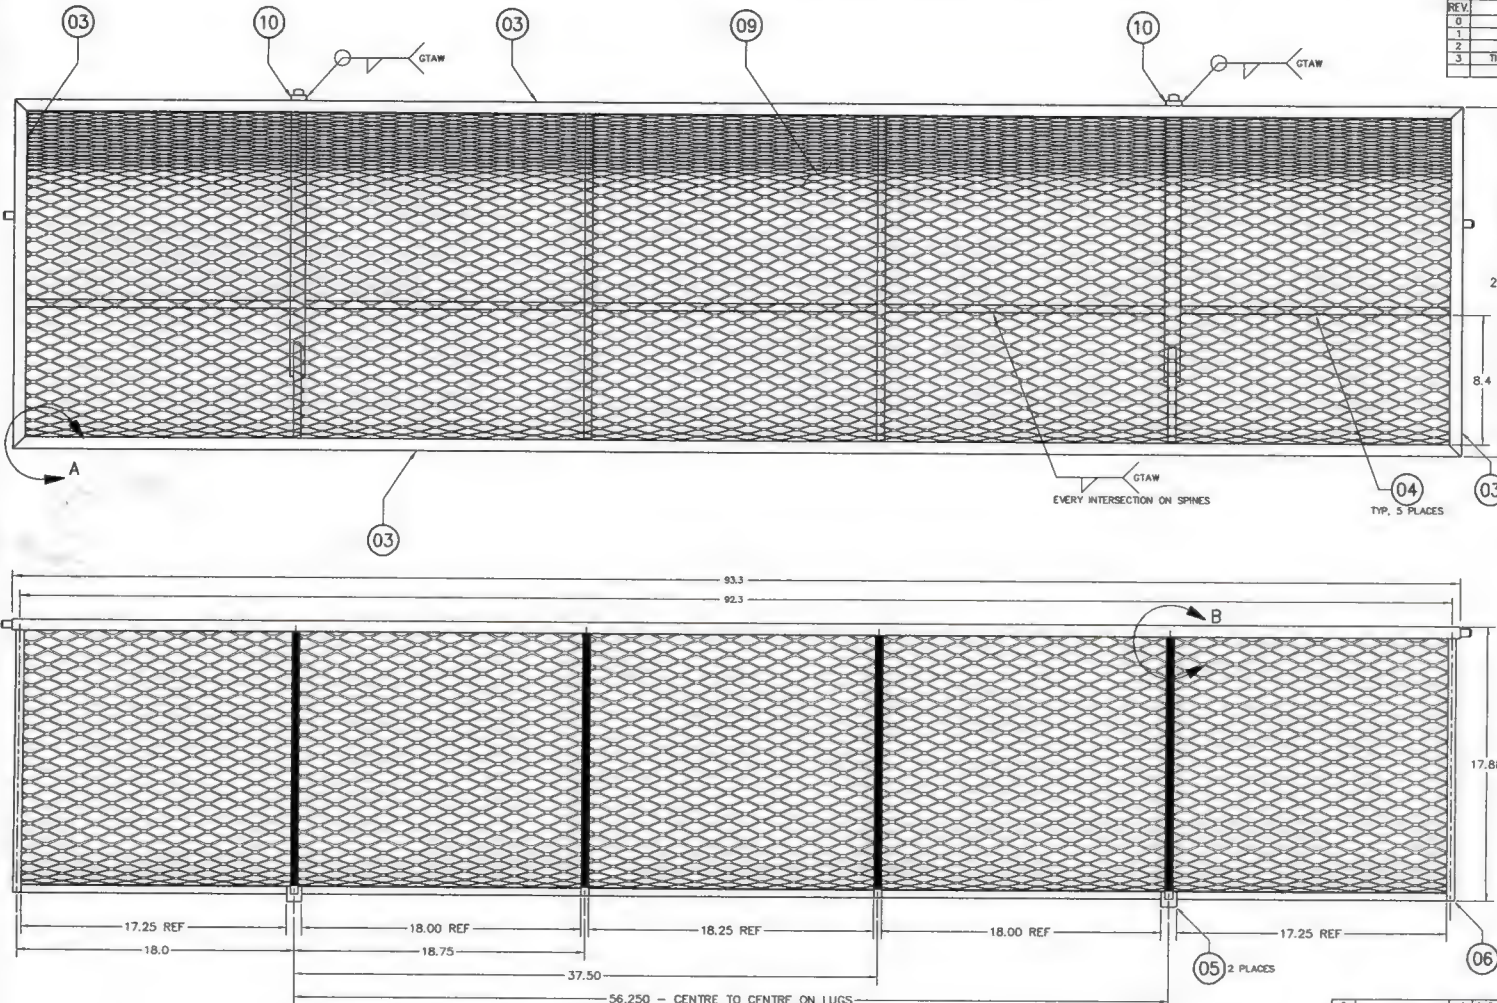 03
10
03
09
10
REV.
0
1
2
3
GTAW
GTAW
8.4
A
GTAW
EVERY INTERSECTION ON SPINES
04
TYP, 5 PLACES
03
03
93.3
92.3
B
17.25 REF
18.00 REF
18.25 REF
18.00 REF
17.25 REF
18.0
18.75
37.50
05 2 PLACES
06
56.250 - CENTRE TO CENTRE ON LUGS